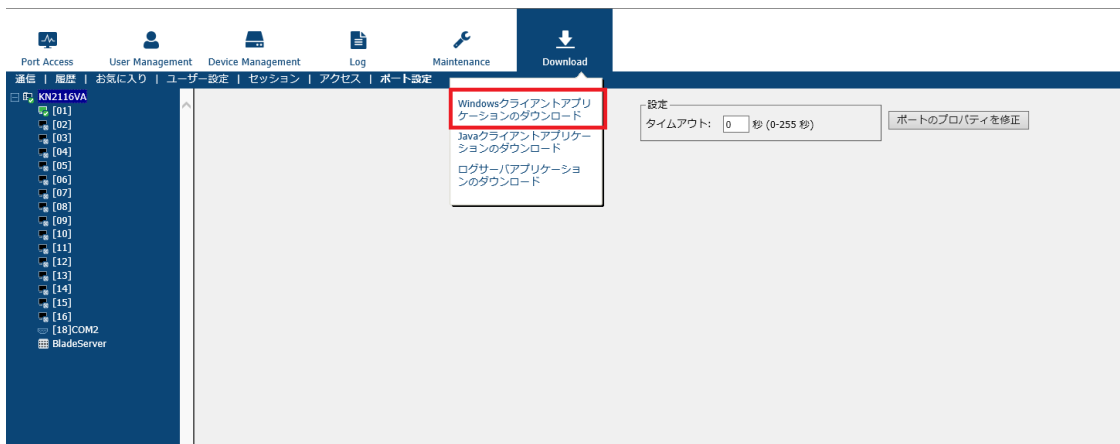 Port Access
User Management
Device Management
Log
Maintenance
Download
通信 | 履歴 | お気に入り | ユーザー設定 | セッション | アクセス | ポート設定
KN2116VA
[01]
[02]
[03]
[04]
[05]
[06]
[07]
[08]
[09]
[10]
[11]
[12]
[13]
[14]
[15]
[16]
[18]COM2
BladeServer
Windowsクライアントアプリ
ケーションのダウンロード
Javaクライアントアプリケー
ションのダウンロード
ログサーバアプリケーショ
ンのダウンロード
設定
タイムアウト: 0 秒 (0-255 秒)
ポートのプロパティを修正